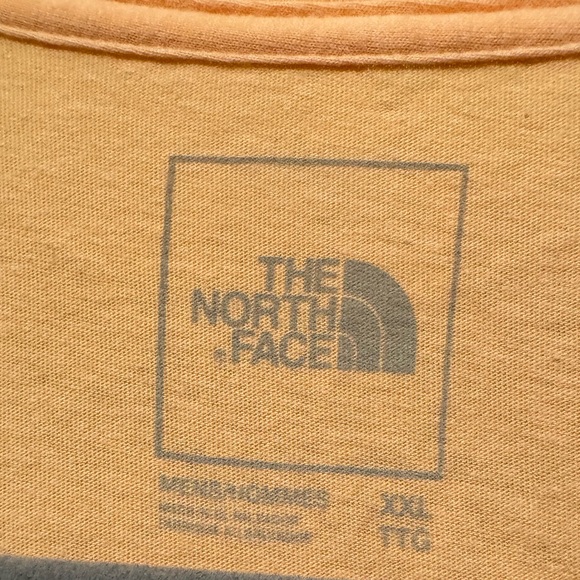 THE
NORTH
FACE
MENS/HOMMES XXL
TTG